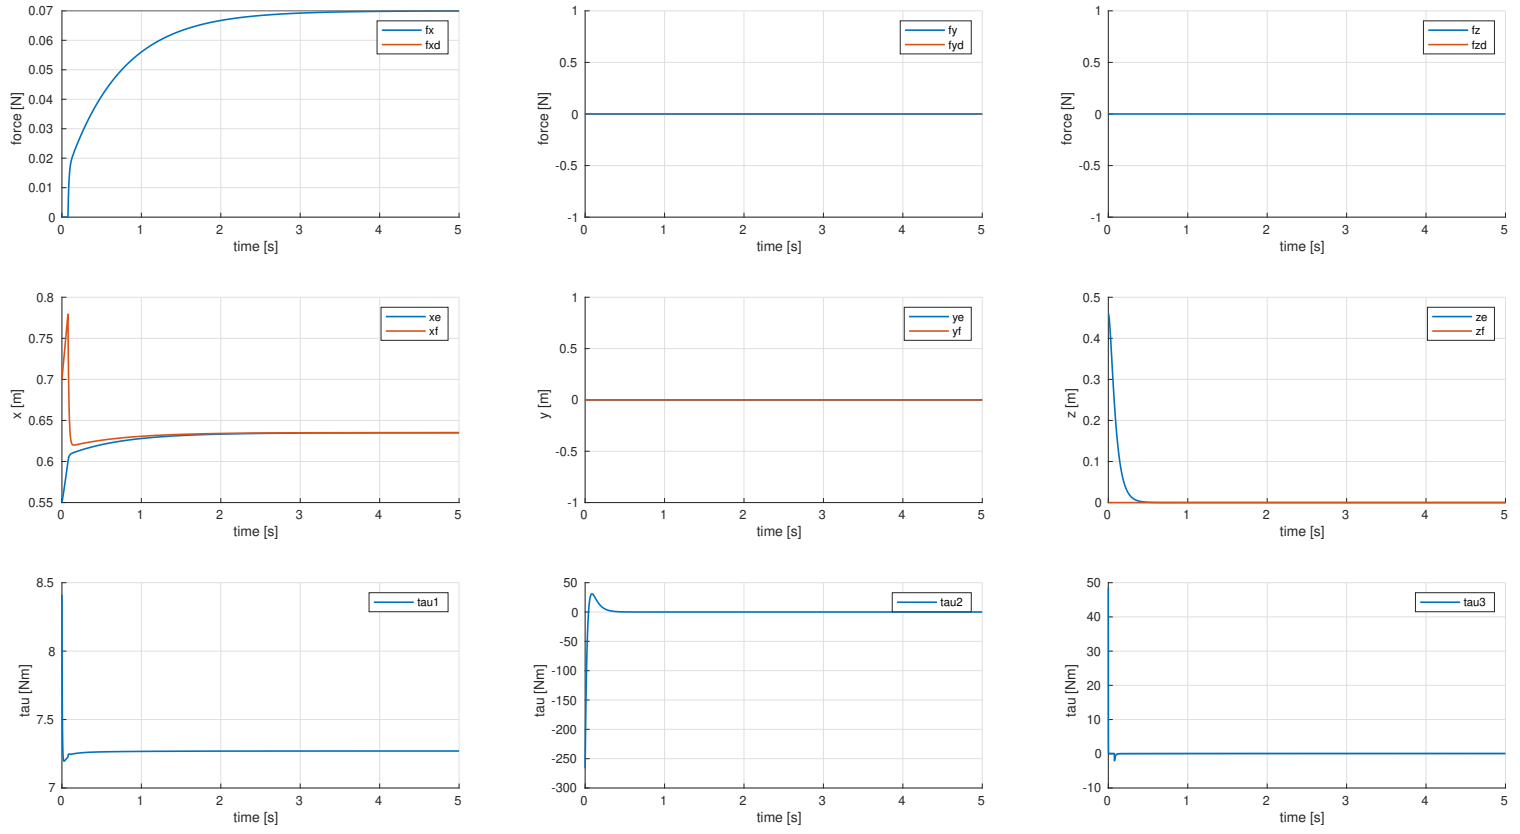 0.07
0.06
0.05
0.04
0.03
0.02
0.01
0
force [N]
0 1 2 3 4 5
time [s]
fx
fxd
1
0.5
0
-0.5
-1
force [N]
0 1 2 3 4 5
time [s]
fy
fyd
1
0.5
0
-0.5
-1
force [N]
0 1 2 3 4 5
time [s]
fz
fzd
0.8
0.75
0.7
0.65
0.6
0.55
x [m]
0 1 2 3 4 5
time [s]
xe
xf
1
0.5
0
-0.5
-1
y [m]
0 1 2 3 4 5
time [s]
ye
yf
0.5
0.4
0.3
0.2
0.1
0
z [m]
0 1 2 3 4 5
time [s]
ze
zf
8.5
8
7.5
7
tau [Nm]
0 1 2 3 4 5
time [s]
tau1
50
0
-50
-100
-150
-200
-250
-300
tau [Nm]
0 1 2 3 4 5
time [s]
tau2
50
40
30
20
10
0
-10
tau [Nm]
0 1 2 3 4 5
time [s]
tau3